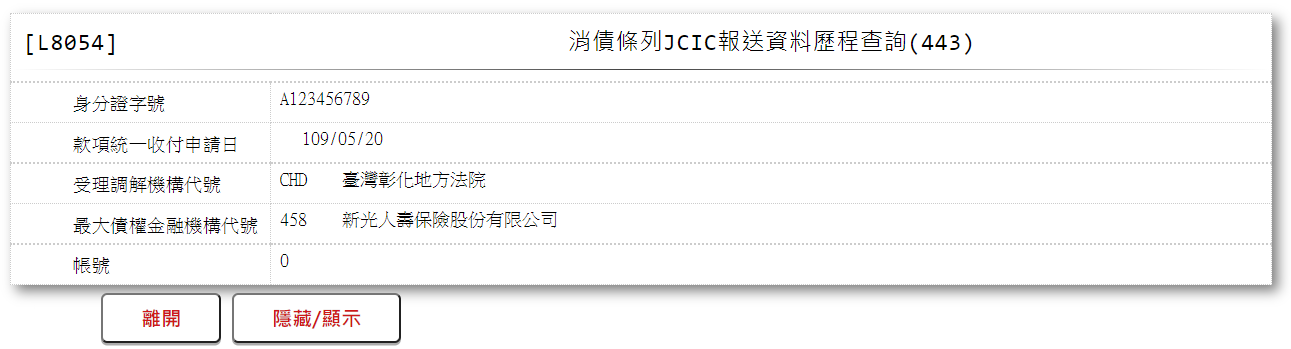 [L8054] 消債條列JCIC報送資料歷程查詢(443)
身分證字號 A123456789
款項統一收付申請日 109/05/20
受理調解機構代號 CHD 臺灣彰化地方法院
最大債權金融機構代號 458 新光人壽保險股份有限公司
帳號 0
離開 隱藏/顯示